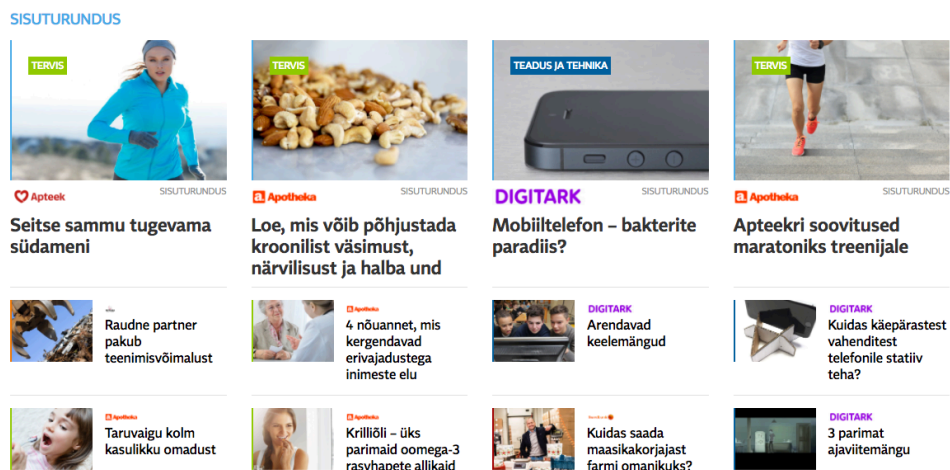 SISUTURUNDUS
TERVIS
Apteek
SISUTURUNDUS
Seitse sammu tugevama
südameni
TERVIS
Apotheka
SISUTURUNDUS
Loe, mis võib põhjustada
kroonilist väsimust,
närvilisust ja halba und
TEADUS JA TEHNIKA
DIGITARK
SISUTURUNDUS
Mobiiltelefon – bakterite
paradiis?
TERVIS
Apotheka
SISUTURUNDUS
Apteekri soovitused
maratoniks treenijale
Raudne partner
pakub
teenimisvõimalust
Apotheka
4 nõuannet, mis
kergendavad
erivajadustega
inimeste elu
DIGITARK
Arendavad
keelemängud
DIGITARK
Kuidas käepärastest
vahenditest
telefonile statiiv
teha?
Apotheka
Taruvaigu kolm
kasulikku omadust
Apotheka
Krilliõli – üks
parimaid oomega-3
rasvhapete allikaid
Kuidas saada
maasikakorjajast
farmi omanikuks?
DIGITARK
3 parimat
ajaviitemängu